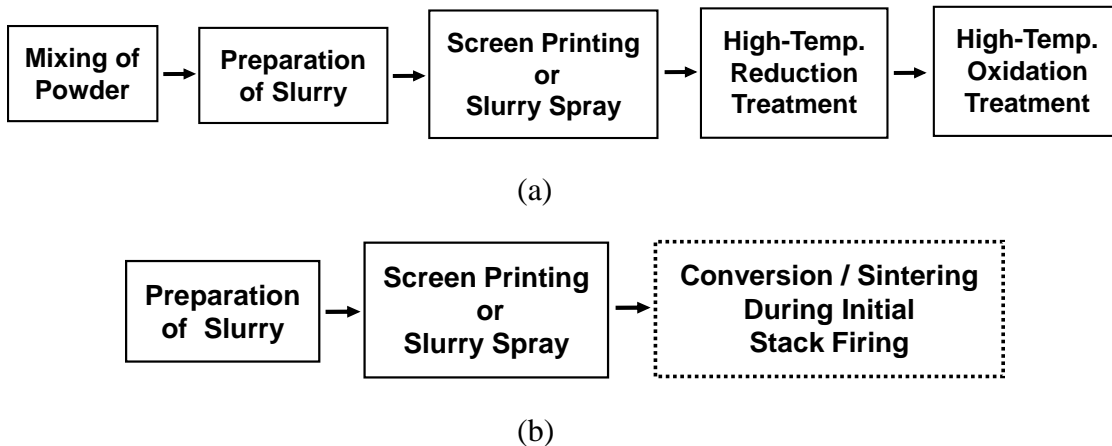 Mixing of
Powder
Preparation
of Slurry
Screen Printing
or
Slurry Spray
High-Temp.
Reduction
Treatment
High-Temp.
Oxidation
Treatment
(a)
Preparation
of Slurry
Screen Printing
or
Slurry Spray
Conversion / Sintering
During Initial
Stack Firing
(b)